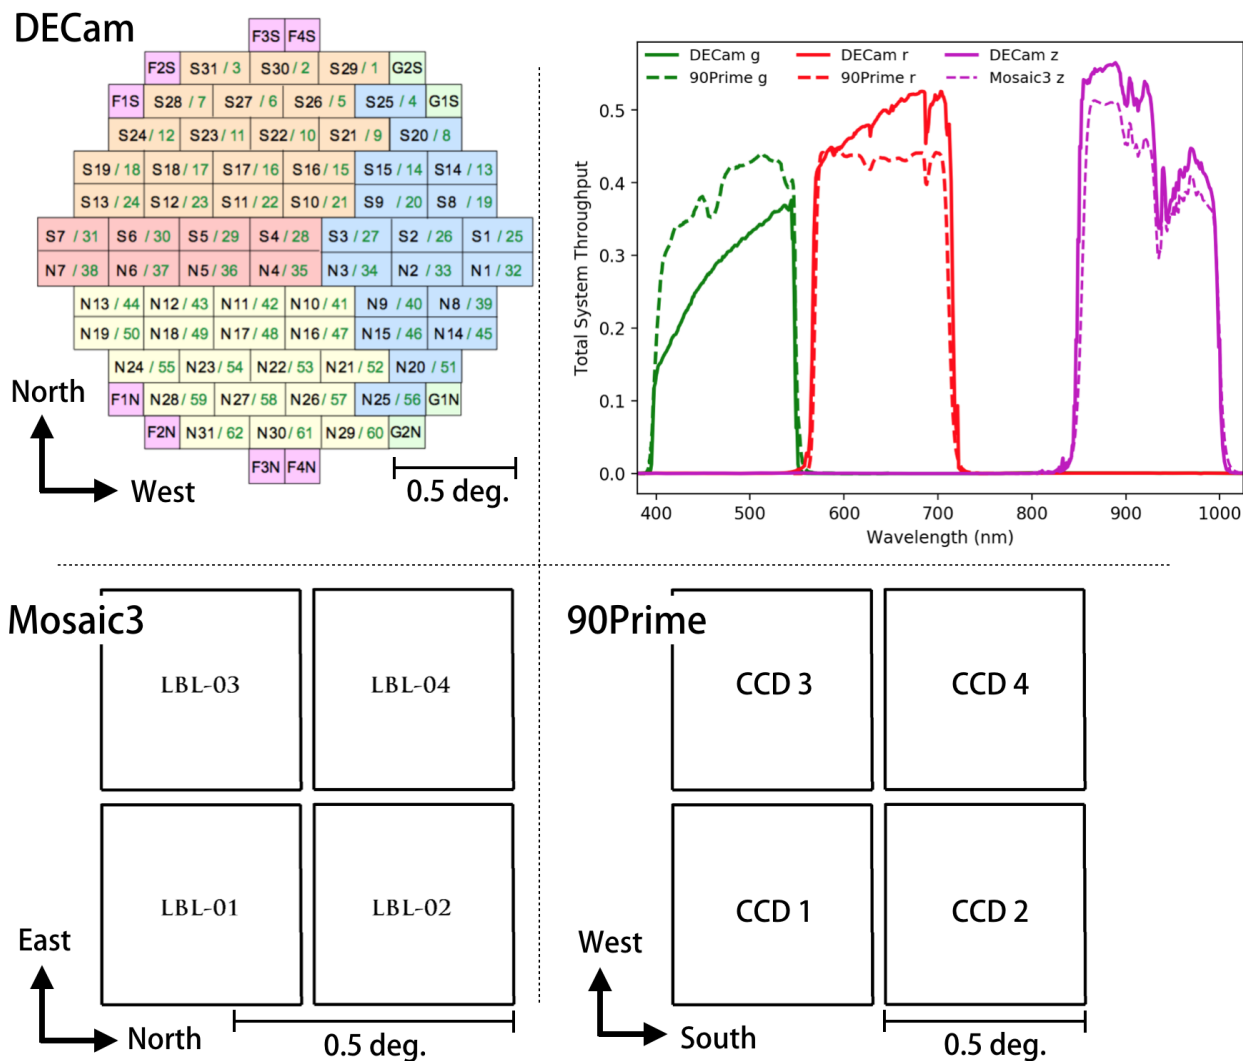 DECam
F3S F4S
F2S S31 / 3 S30 / 2 S29 / 1 G2S
F1S S28 / 7 S27 / 6 S26 / 5 S25 / 4 G1S
S24 / 12 S23 / 11 S22 / 10 S21 / 9 S20 / 8
S19 / 18 S18 / 17 S17 / 16 S16 / 15 S15 / 14 S14 / 13
S13 / 24 S12 / 23 S11 / 22 S10 / 21 S9 / 20 S8 / 19
S7 / 31 S6 / 30 S5 / 29 S4 / 28 S3 / 27 S2 / 26 S1 / 25
N7 / 38 N6 / 37 N5 / 36 N4 / 35 N3 / 34 N2 / 33 N1 / 32
N13 / 44 N12 / 43 N11 / 42 N10 / 41 N9 / 40 N8 / 39
N19 / 50 N18 / 49 N17 / 48 N16 / 47 N15 / 46 N14 / 45
N24 / 55 N23 / 54 N22 / 53 N21 / 52 N20 / 51
F1N N28 / 59 N27 / 58 N26 / 57 N25 / 56 G1N
F2N N31 / 62 N30 / 61 N29 / 60 G2N
F3N F4N
North
West
0.5 deg.
DECam g DECam r DECam z
90Prime g 90Prime r Mosaic3 z
Total System Throughput
0.5
0.4
0.3
0.2
0.1
0.0
400 500 600 700 800 900 1000
Wavelength (nm)
Mosaic3
LBL-03 LBL-04
LBL-01 LBL-02
East
North
0.5 deg.
90Prime
CCD 3 CCD 4
CCD 1 CCD 2
West
South
0.5 deg.